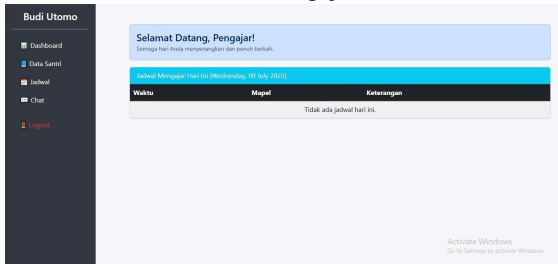 Budi Utomo
Dashboard
Data Santri
Jadwal
Chat
Logout
Selamat Datang, Pengajar!
Semoga hari Anda menyenangkan dan penuh berkah.
Jadwal Mengajar Hari Ini (Wednesday, 09 July 2025)
Waktu Mapel Keterangan
Tidak ada jadwal hari ini.
Activate Windows
Go to Settings to activate Windows.